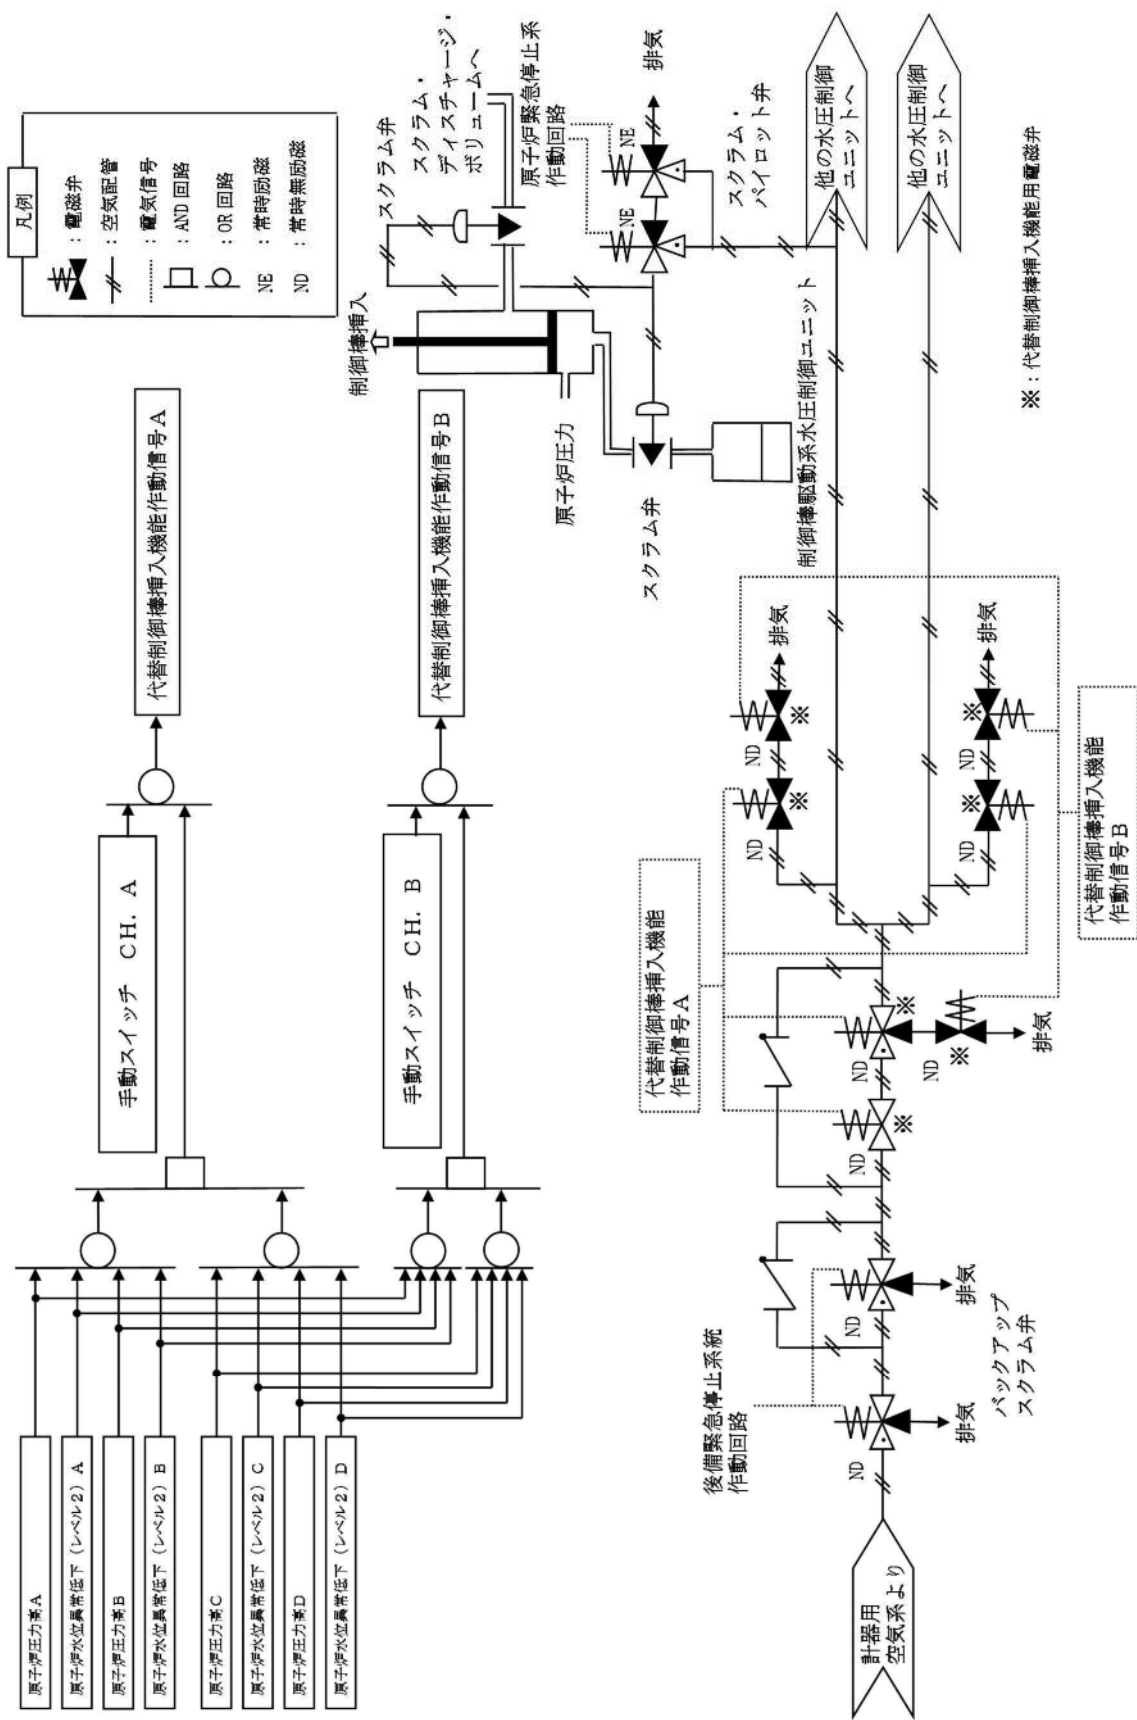 原子炉圧力高A
原子炉水位異常低下（レベル2）A
原子炉圧力高B
原子炉水位異常低下（レベル2）B
原子炉圧力高C
原子炉水位異常低下（レベル2）C
原子炉圧力高D
原子炉水位異常低下（レベル2）D
手動スイッチ　CH. A
代替制御棒挿入機能作動信号A
手動スイッチ　CH. B
代替制御棒挿入機能作動信号B
凡例
：電磁弁
：空気配管
：電気信号
：AND回路
：OR回路
NE ：常時励磁
ND ：常時無励磁
制御棒挿入
スクラム弁
スクラム・
ディスチャージ・
ボリュームへ
原子炉圧力
原子炉緊急停止系
作動回路
NE
NE
排気
スクラム弁
スクラム・
パイロット弁
制御棒駆動系水圧制御ユニット
他の水圧制御
ユニットへ
他の水圧制御
ユニットへ
後備緊急停止系統
作動回路
代替制御棒挿入機能
作動信号A
ND
ND
※
※
排気
計器用
空気系より
ND
排気
ND
排気
バックアップ
スクラム弁
ND
※
ND
※
ND
※
排気
ND
ND
※
※
排気
代替制御棒挿入機能
作動信号B
※：代替制御棒挿入機能用電磁弁